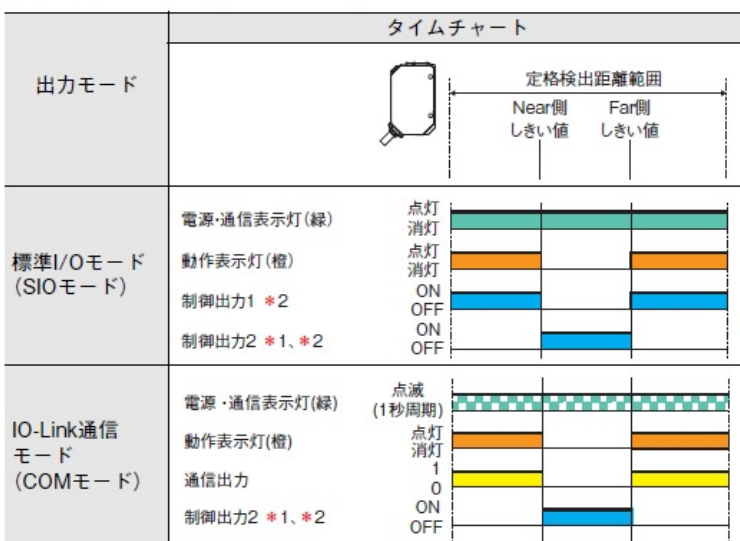 タイムチャート
出力モード
定格検出距離範囲
Near側
しきい値
Far側
しきい値
標準I/Oモード
(SIOモード)
電源・通信表示灯(緑)
点灯
消灯
動作表示灯(橙)
点灯
消灯
制御出力1 *2
ON
OFF
制御出力2 *1、*2
ON
OFF
IO-Link通信
モード
(COMモード)
電源・通信表示灯(緑)
点滅
(1秒周期)
動作表示灯(橙)
点灯
消灯
通信出力
1
0
制御出力2 *1、*2
ON
OFF